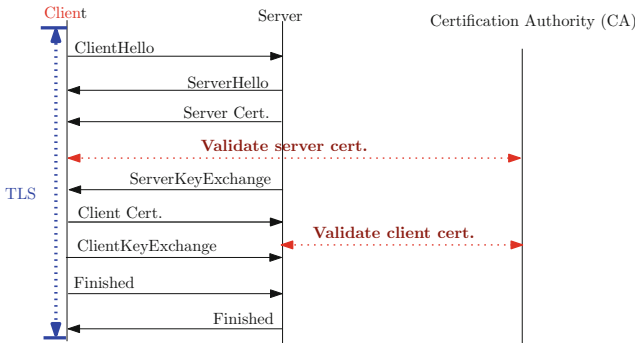 Client
Server
Certification Authority (CA)
ClientHello
ServerHello
Server Cert.
Validate server cert.
ServerKeyExchange
TLS
Client Cert.
Validate client cert.
ClientKeyExchange
Finished
Finished